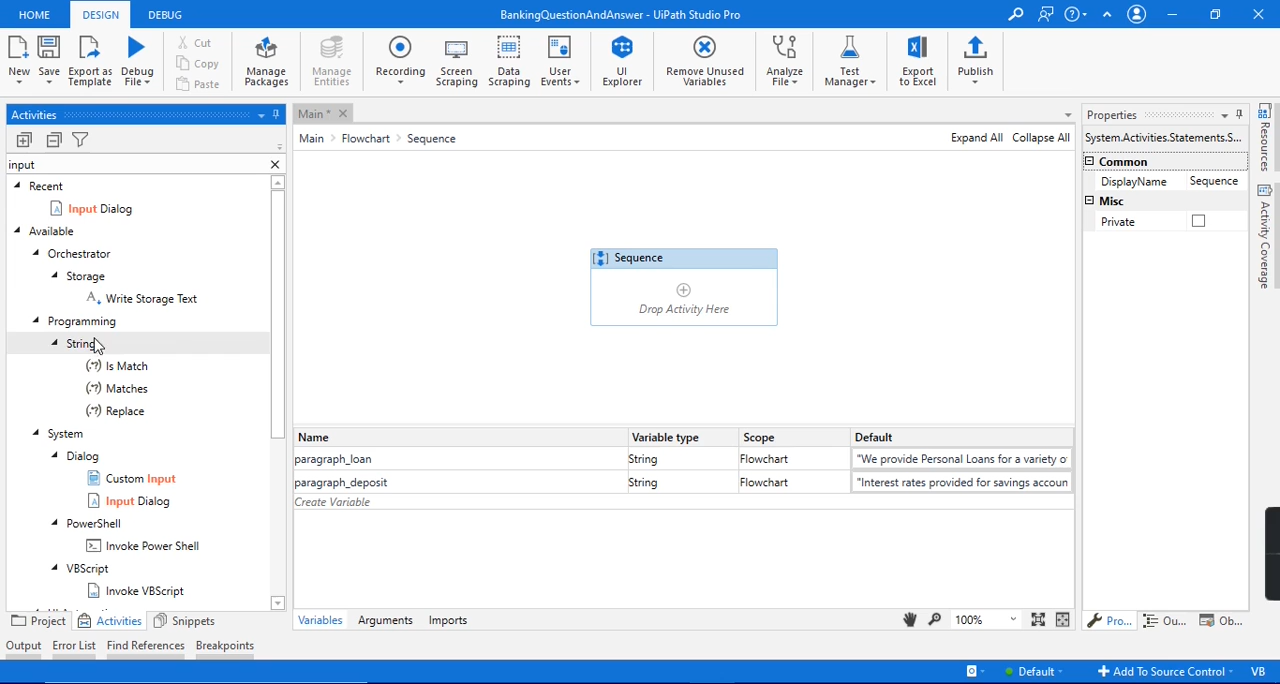 HOME DESIGN DEBUG BankingQuestionAndAnswer - UiPath Studio Pro
New Save Export as Template Debug File Cut Copy Paste Manage Packages Manage Entities Recording Screen Scraping Data Scraping User Events UI Explorer Remove Unused Variables Analyze File Test Manager Export to Excel Publish
Activities
input
Recent
Input Dialog
Available
Orchestrator
Storage
Write Storage Text
Programming
String
Is Match
Matches
Replace
System
Dialog
Custom Input
Input Dialog
PowerShell
Invoke Power Shell
VBScript
Invoke VBScript
Project Activities Snippets
Main *
Main > Flowchart > Sequence Expand All Collapse All
Sequence
Drop Activity Here
Name Variable type Scope Default
paragraph_loan String Flowchart "We provide Personal Loans for a variety o
paragraph_deposit String Flowchart "Interest rates provided for savings accoun
Create Variable
Variables Arguments Imports 100%
Properties
System.Activities.Statements.S...
Common
DisplayName Sequence
Misc
Private
Pro... Ou... Ob...
Resources
Activity Coverage
Output Error List Find References Breakpoints
Default Add To Source Control VB